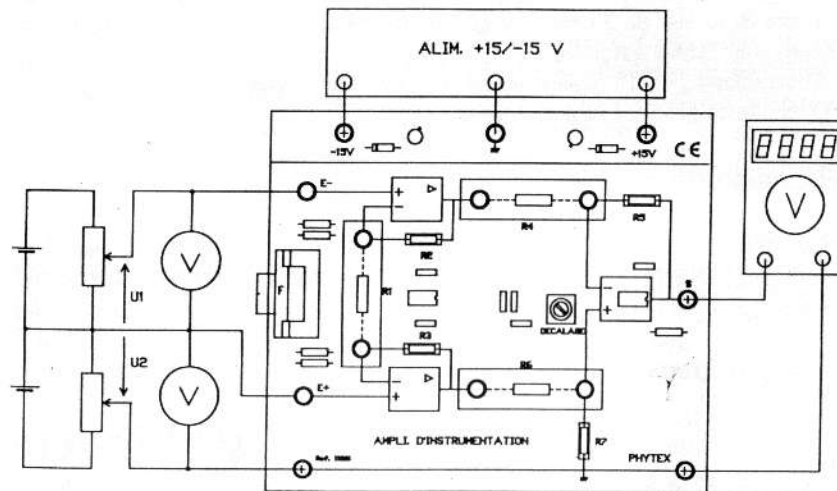 ALIM. +15/-15 V
-15V
+15V
CE
E-
R4
R5
V
R2
F
R1
V
U1
S
DECALAGE
R3
U2
R6
E+
V
AMPLI D'INSTRUMENTATION
R7
PHYTEX